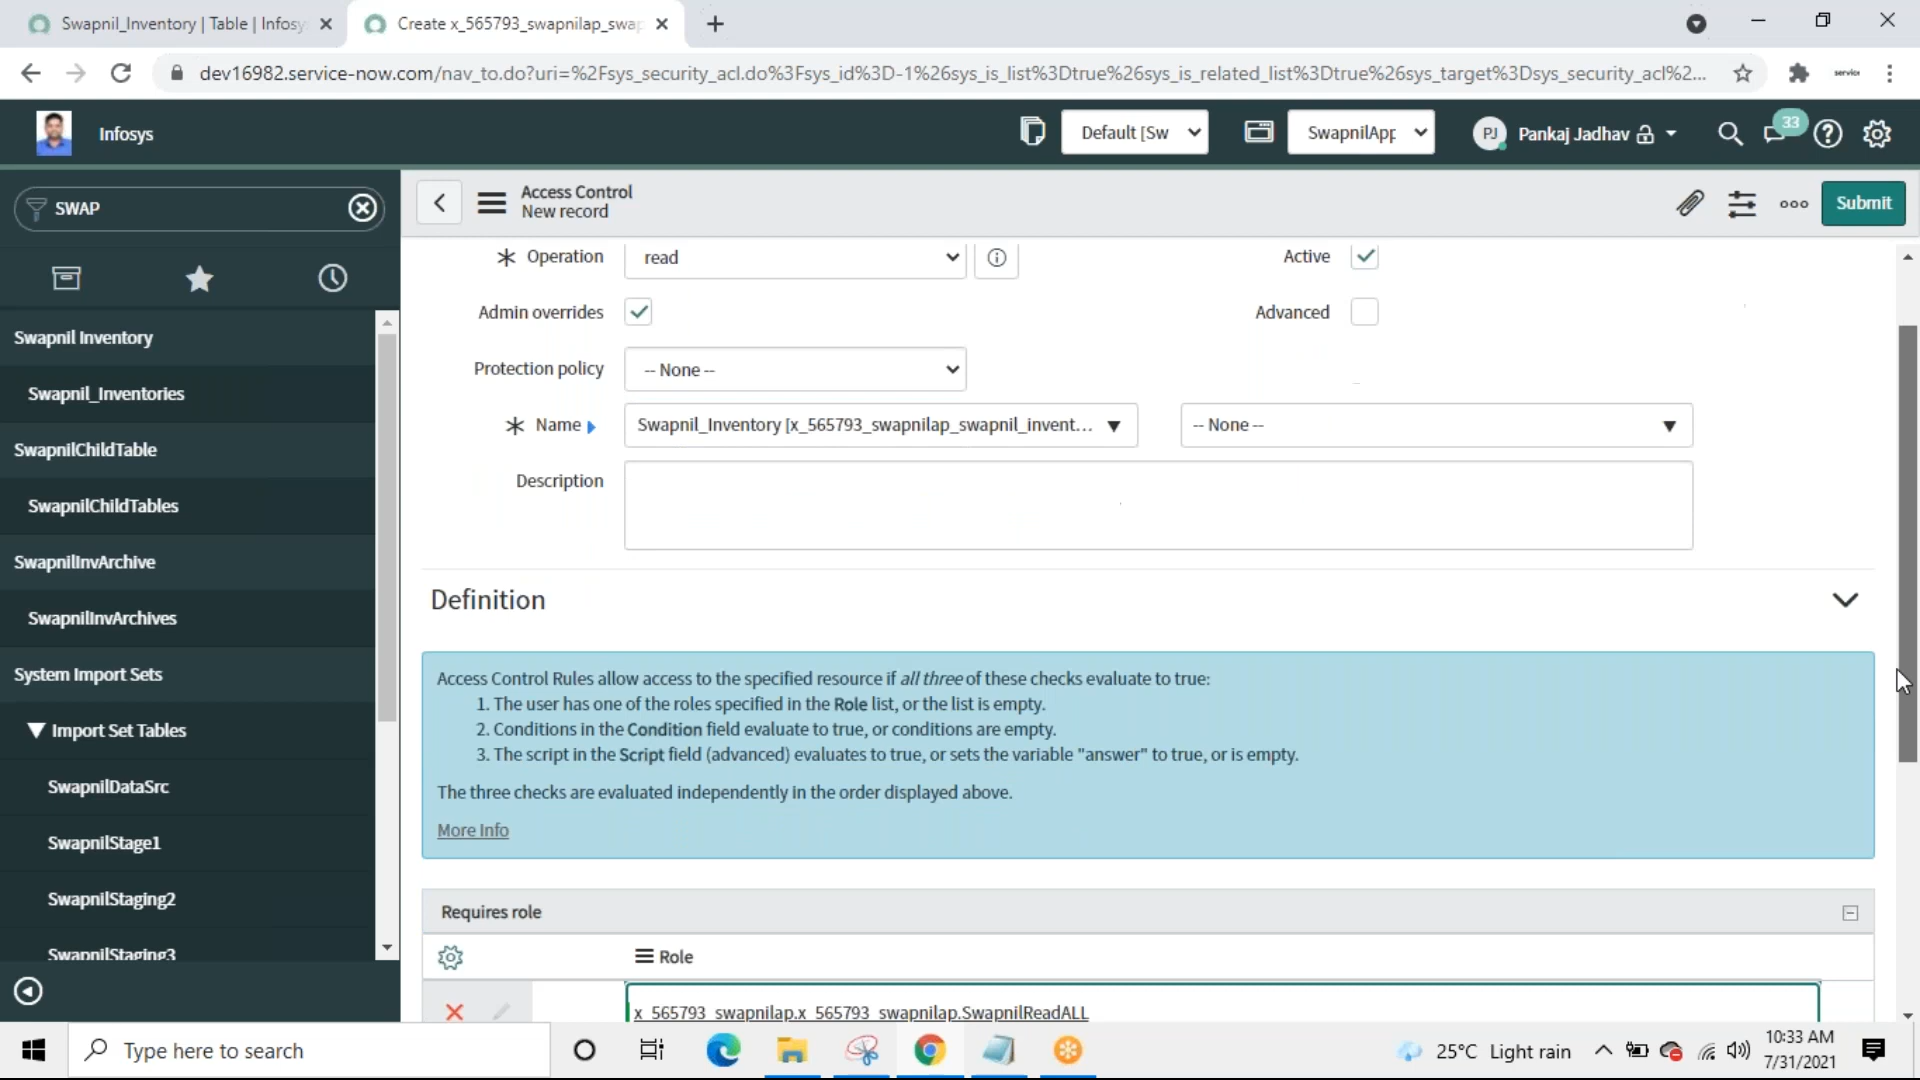 Swapnil_Inventory | Table | Infosy
Create x_565793_swapnilap_swap
dev16982.service-now.com/nav_to.do?uri=%2Fsys_security_acl.do%3Fsys_id%3D-1%26sys_is_list%3Dtrue%26sys_is_related_list%3Dtrue%26sys_target%3Dsys_security_acl%2...
service
Infosys
Default [Sw
SwapnilApp
PJ
Pankaj Jadhav
33
SWAP
Access Control
New record
Submit
Operation
read
Active
Admin overrides
Advanced
Protection policy
-- None --
Name
Swapnil_Inventory [x_565793_swapnilap_swapnil_invent...
-- None --
Description
Swapnil Inventory
Swapnil_Inventories
SwapnilChildTable
SwapnilChildTables
SwapnilInvArchive
SwapnilInvArchives
System Import Sets
Import Set Tables
SwapnilDataSrc
SwapnilStage1
SwapnilStaging2
SwapnilStaging3
Definition
Access Control Rules allow access to the specified resource if all three of these checks evaluate to true:
1. The user has one of the roles specified in the Role list, or the list is empty.
2. Conditions in the Condition field evaluate to true, or conditions are empty.
3. The script in the Script field (advanced) evaluates to true, or sets the variable "answer" to true, or is empty.
The three checks are evaluated independently in the order displayed above.
More Info
Requires role
Role
x_565793_swapnilap.x_565793_swapnilap.SwapnilReadALL
Type here to search
25°C Light rain
10:33 AM
7/31/2021